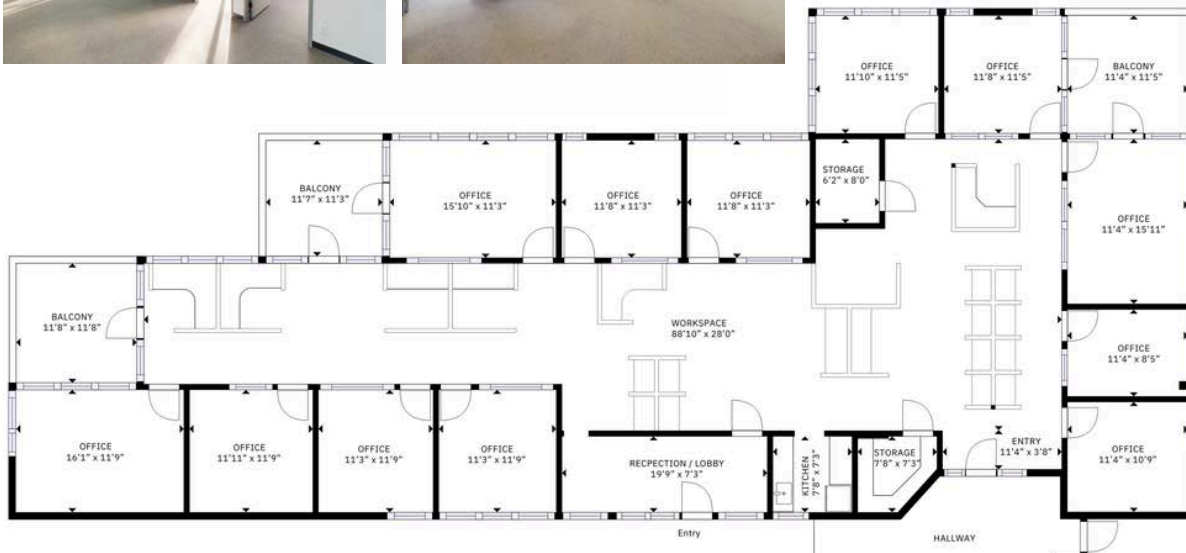 OFFICE
11'10" x 11'5"
OFFICE
11'8" x 11'5"
BALCONY
11'4" x 11'5"
BALCONY
11'7" x 11'3"
OFFICE
15'10" x 11'3"
OFFICE
11'8" x 11'3"
OFFICE
11'8" x 11'3"
STORAGE
6'2" x 8'0"
OFFICE
11'4" x 15'11"
BALCONY
11'8" x 11'8"
WORKSPACE
88'10" x 28'0"
OFFICE
11'4" x 8'5"
OFFICE
16'1" x 11'9"
OFFICE
11'11" x 11'9"
OFFICE
11'3" x 11'9"
OFFICE
11'3" x 11'9"
RECPECTION / LOBBY
19'9" x 7'3"
KITCHEN
7'8" x 7'3"
STORAGE
7'8" x 7'3"
ENTRY
11'4" x 3'8"
OFFICE
11'4" x 10'9"
Entry
HALLWAY